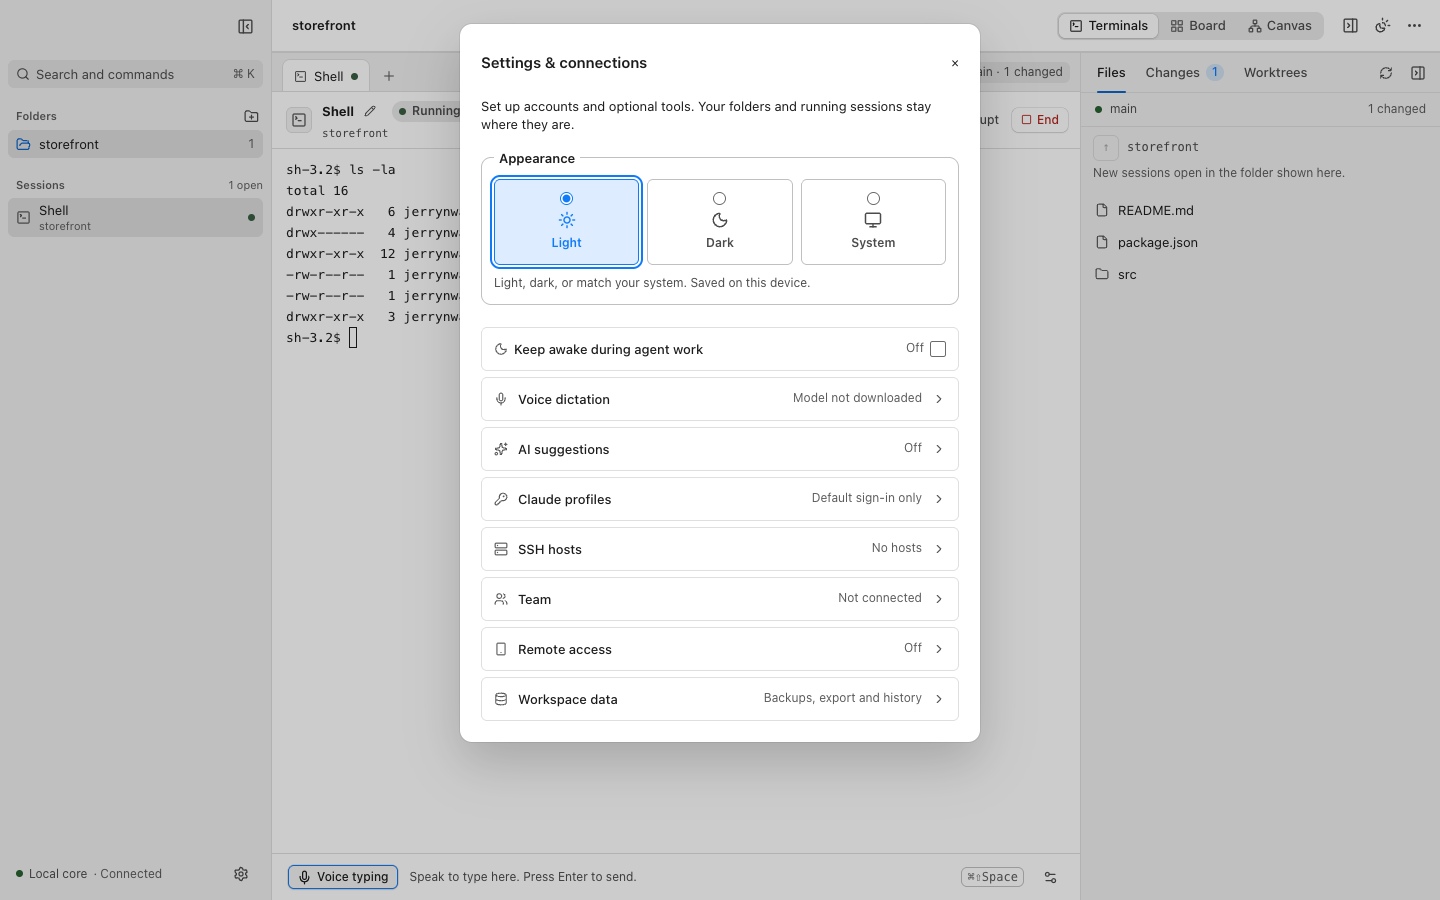 storefront
Terminals
Board
Canvas
Search and commands
⌘ K
Folders
storefront
1
Sessions
1 open
Shell
storefront
Local core · Connected
Shell
1 changed
Shell
Running
storefront
End
sh-3.2$ ls -la
total 16
drwxr-xr-x 6
drwx------ 4
drwxr-xr-x 12
-rw-r--r-- 1
-rw-r--r-- 1
drwxr-xr-x 3
sh-3.2$
Settings & connections
×
Set up accounts and optional tools. Your folders and running sessions stay
where they are.
Appearance
Light
Dark
System
Light, dark, or match your system. Saved on this device.
Keep awake during agent work
Off
Voice dictation
Model not downloaded
AI suggestions
Off
Claude profiles
Default sign-in only
SSH hosts
No hosts
Team
Not connected
Remote access
Off
Workspace data
Backups, export and history
Voice typing
Speak to type here. Press Enter to send.
⌘⇧Space
Files
Changes 1
Worktrees
main
1 changed
↑ storefront
New sessions open in the folder shown here.
README.md
package.json
src